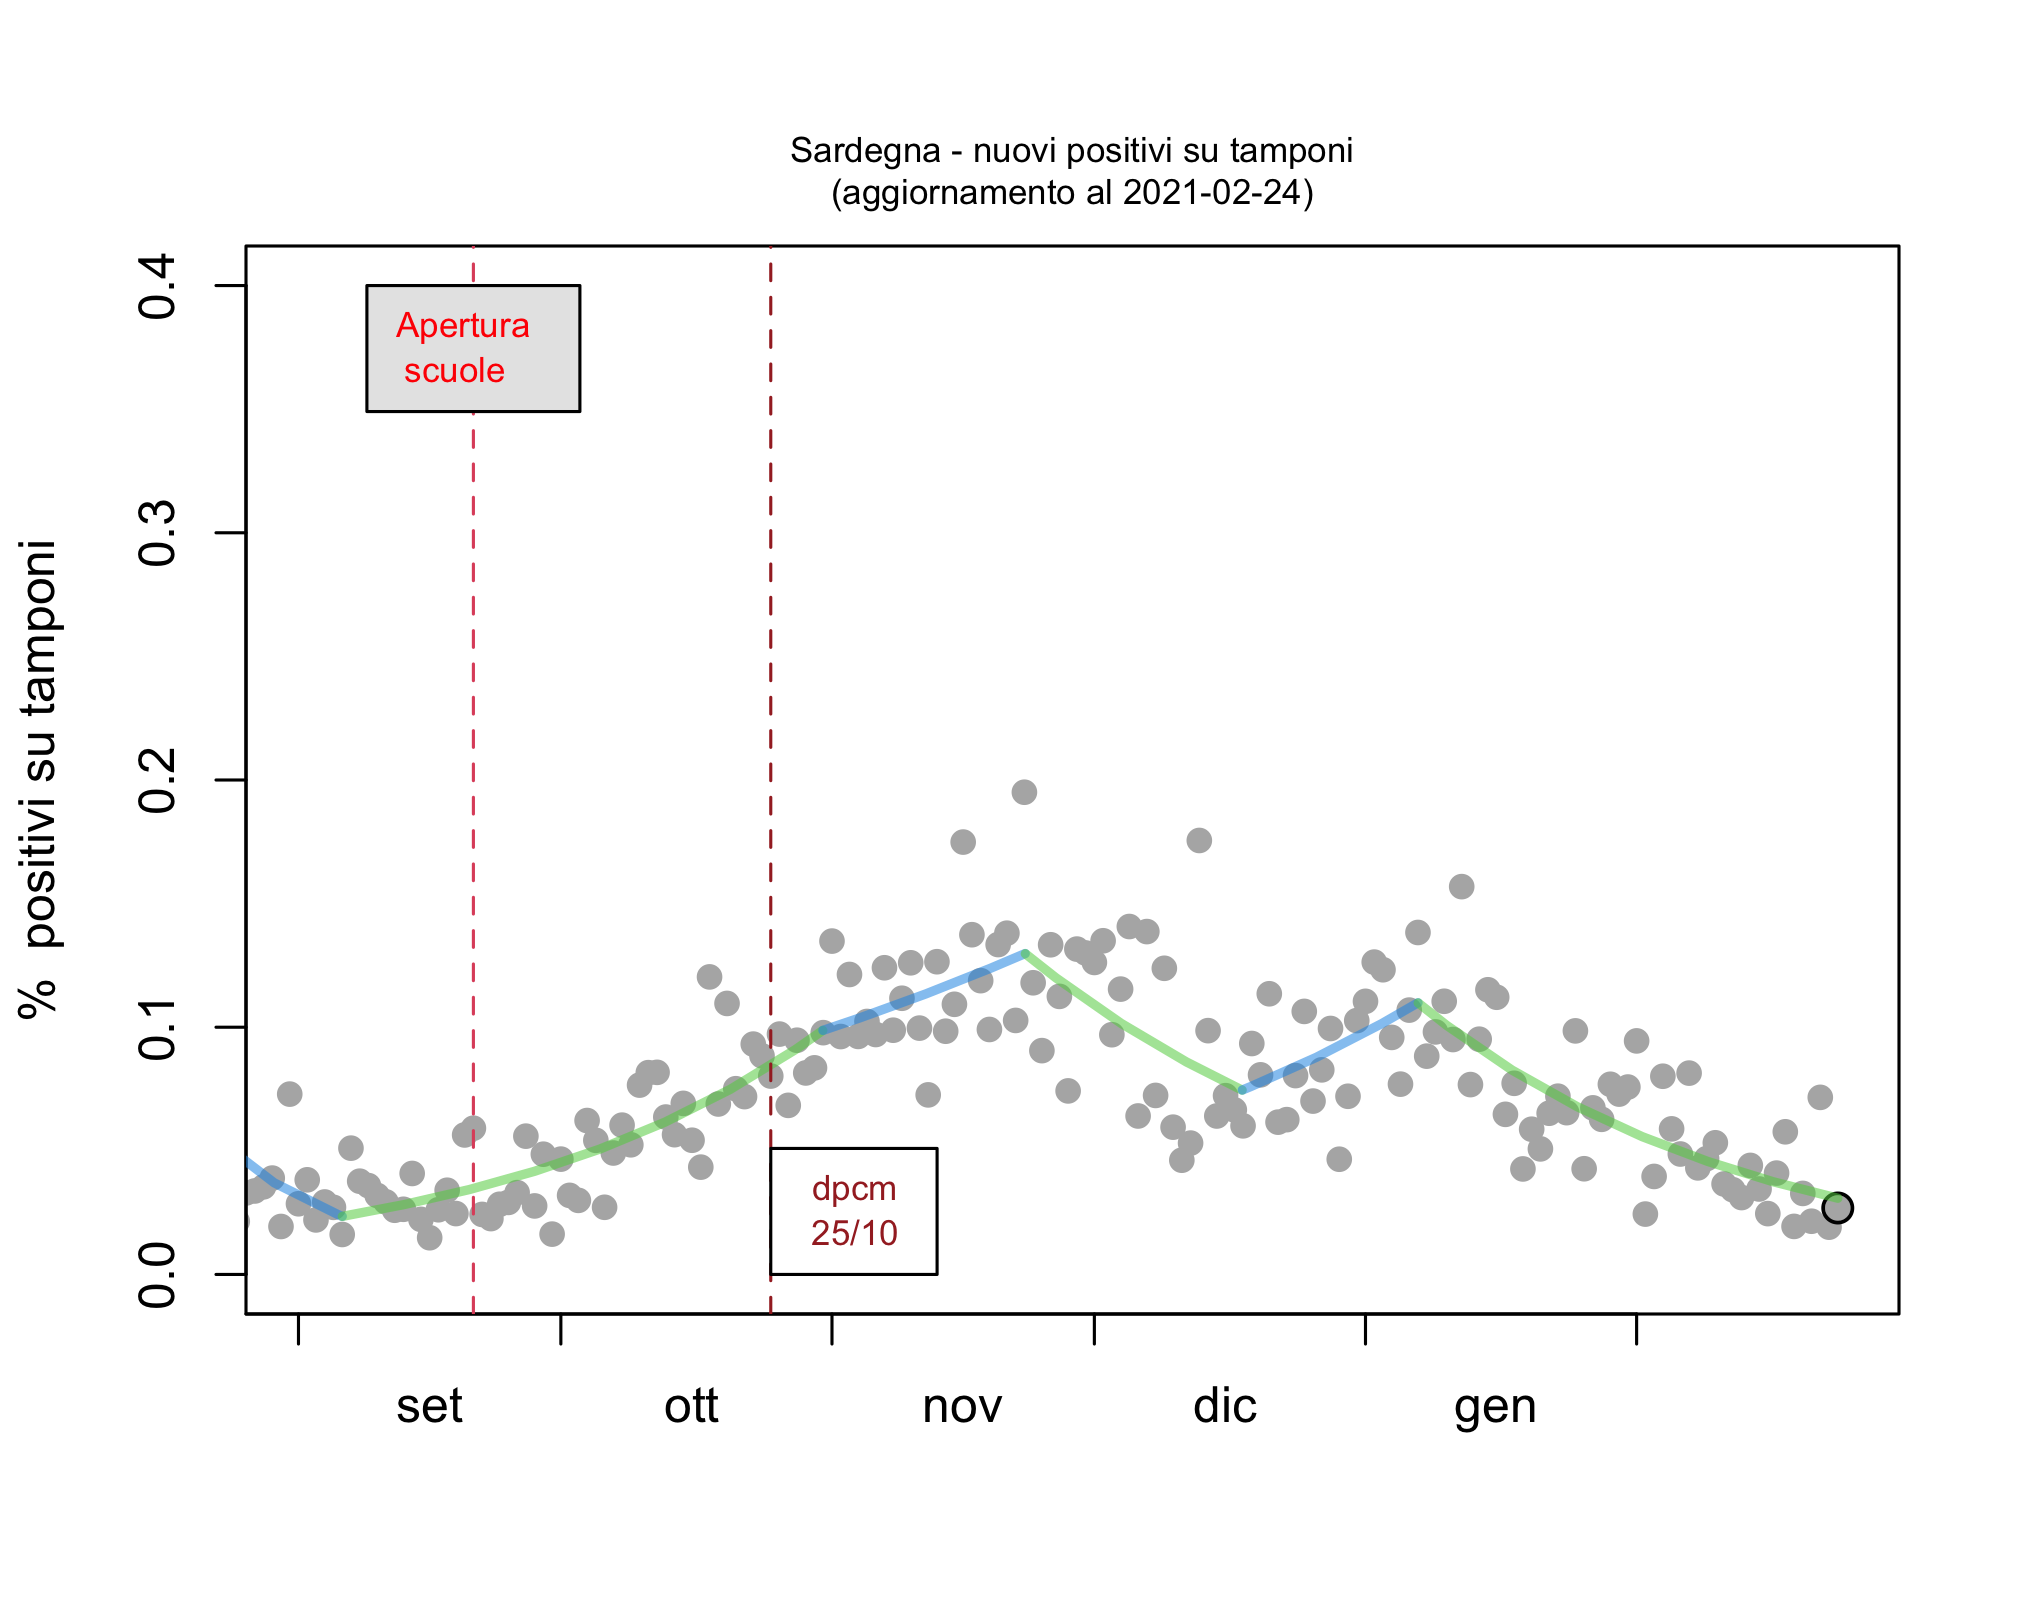 Sardegna - nuovi positivi su tamponi
(aggiornamento al 2021-02-24)
% positivi su tamponi
0.4
0.3
0.2
0.1
0.0
Apertura
scuole
dpcm
25/10
set
ott
nov
dic
gen